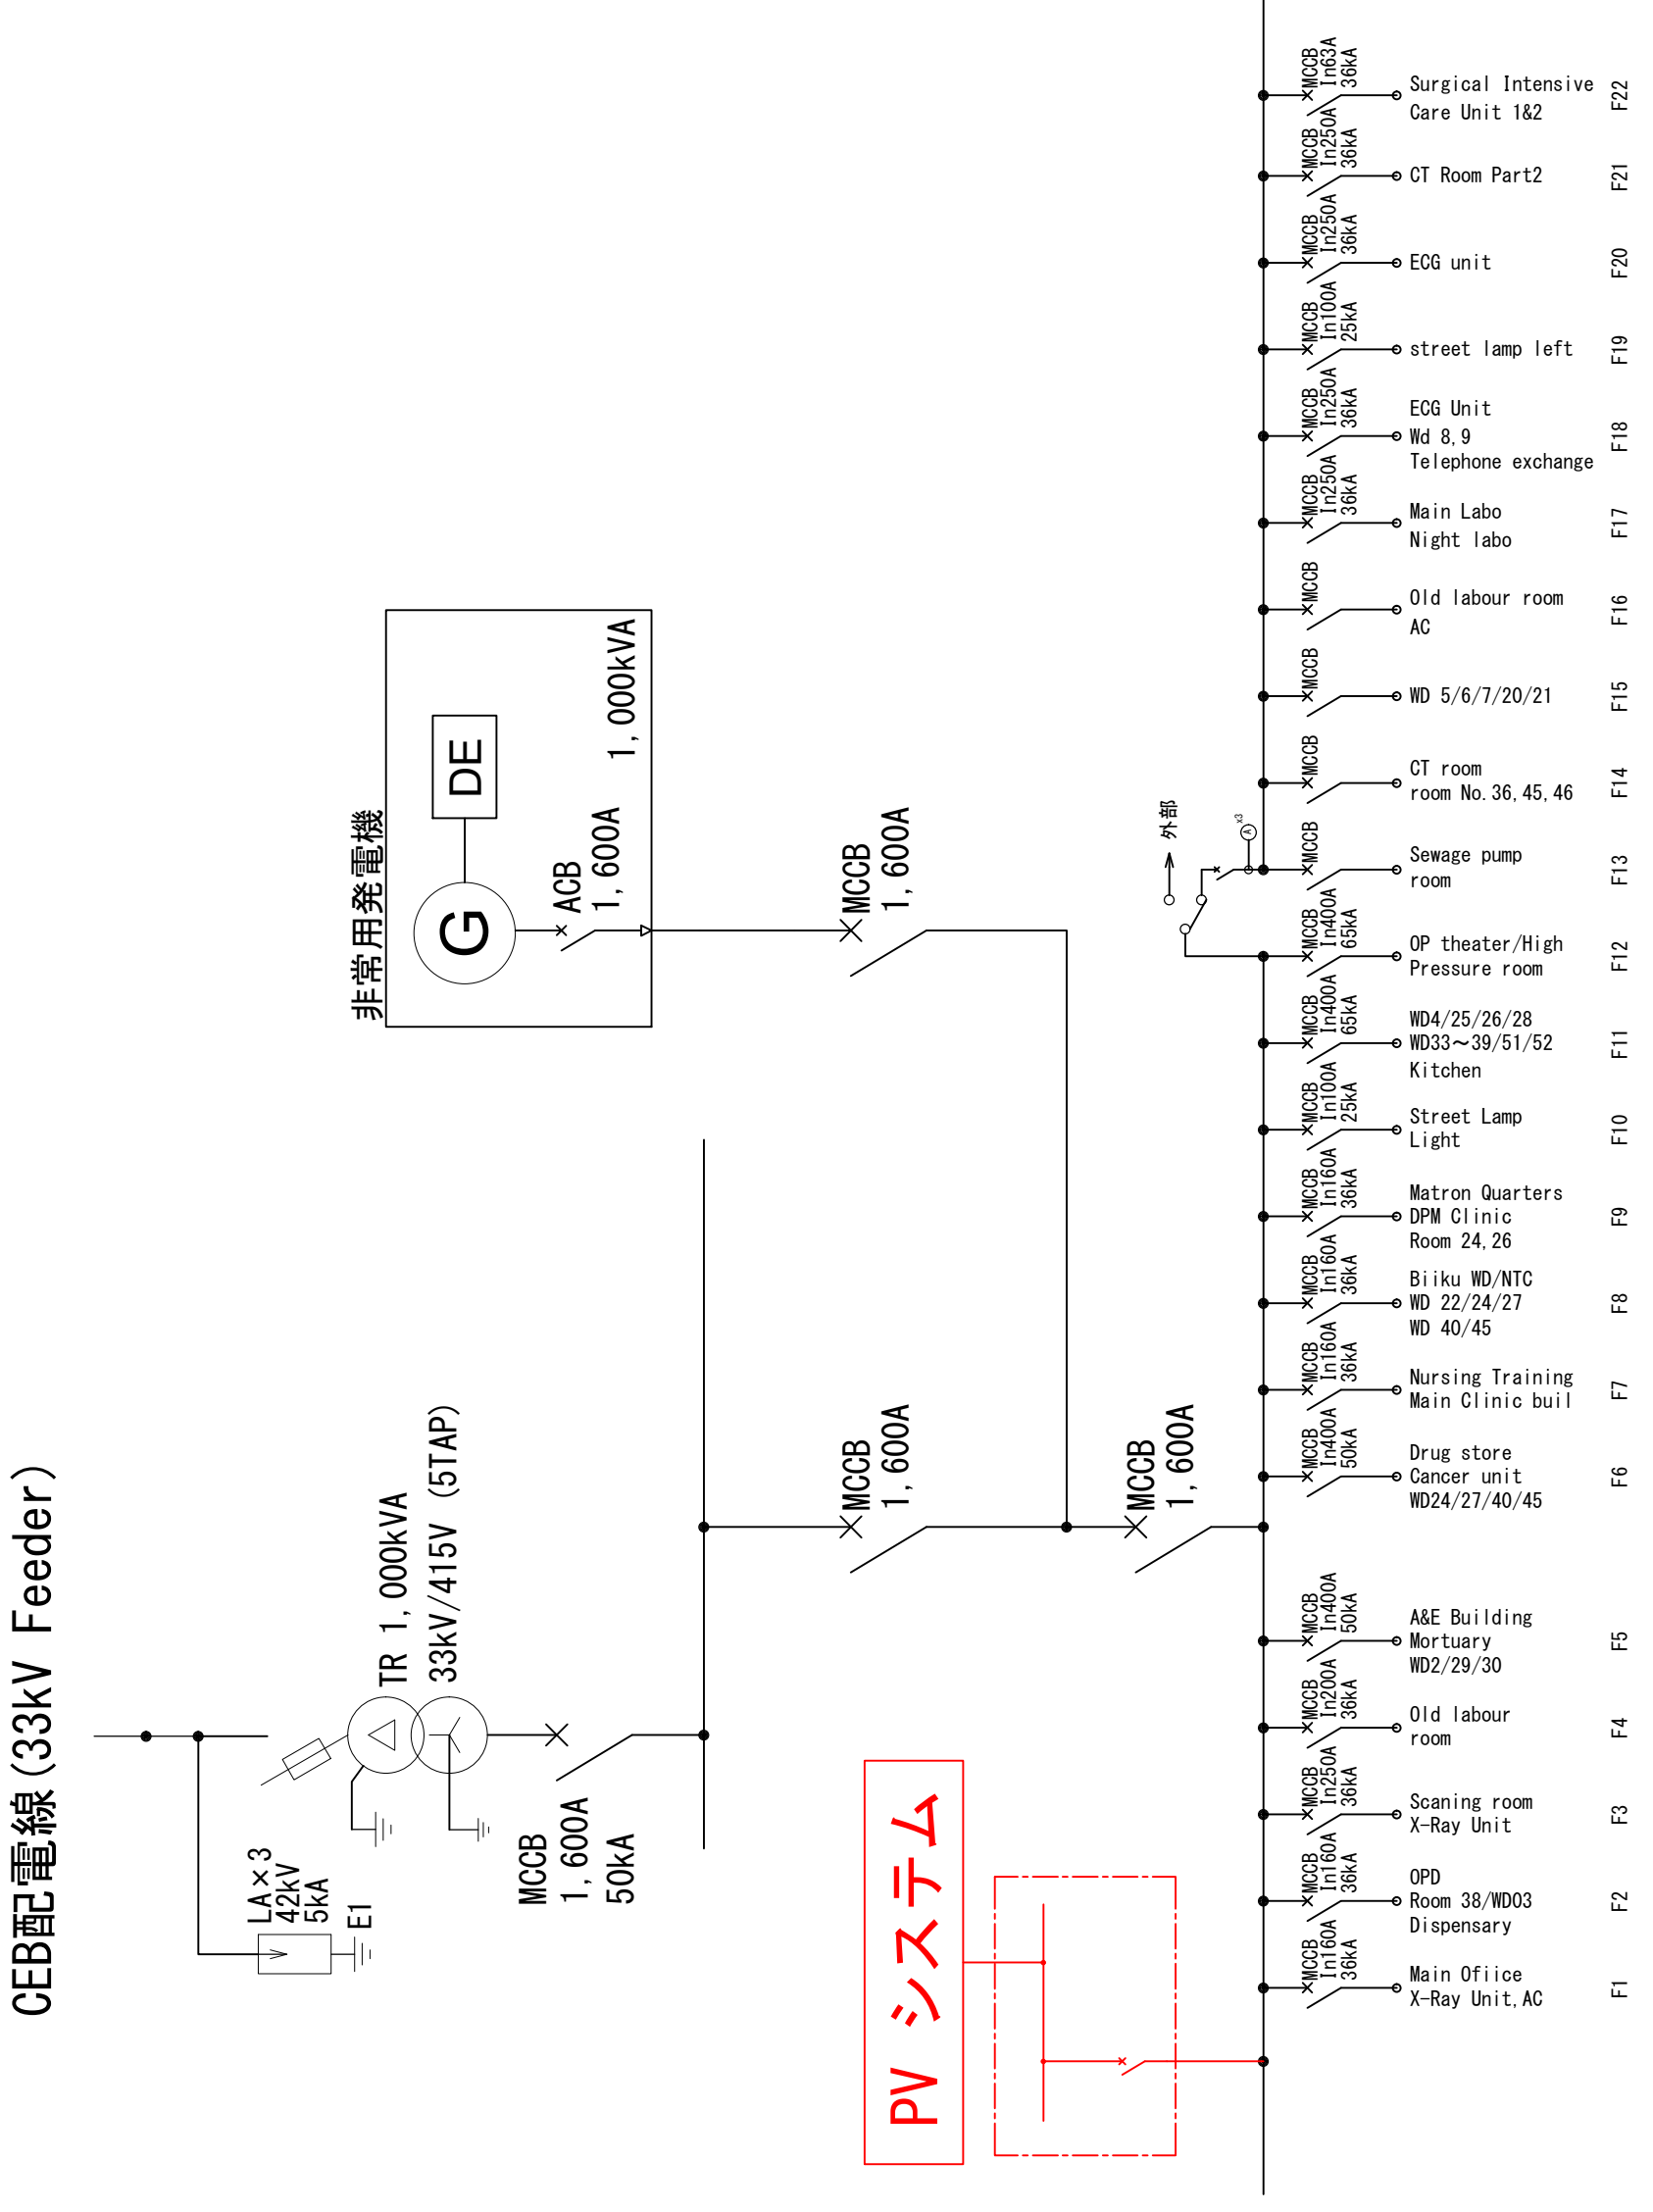 CEB配電線(33kV Feeder)
LA×3
42kV
5kA
E1
TR 1,000kVA
33kV/415V (5TAP)
MCCB
1,600A
50kA
非常用発電機
G
DE
ACB
1,600A
1,000kVA
MCCB
1,600A
MCCB
1,600A
MCCB
1,600A
PV システム
外部
A
x3
MCCB
In160A
36kA
Main Ofiice
X-Ray Unit,AC
F1
MCCB
In160A
36kA
OPD
Room 38/WD03
Dispensary
F2
MCCB
In250A
36kA
Scaning room
X-Ray Unit
F3
MCCB
In200A
36kA
Old labour
room
F4
MCCB
In400A
50kA
A&E Building
Mortuary
WD2/29/30
F5
MCCB
In400A
50kA
Drug store
Cancer unit
WD24/27/40/45
F6
MCCB
In160A
36kA
Nursing Training
Main Clinic buil
F7
MCCB
In160A
36kA
Biiku WD/NTC
WD 22/24/27
WD 40/45
F8
MCCB
In160A
36kA
Matron Quarters
DPM Clinic
Room 24,26
F9
MCCB
In100A
25kA
Street Lamp
Light
F10
MCCB
In400A
65kA
WD4/25/26/28
WD33～39/51/52
Kitchen
F11
MCCB
In400A
65kA
OP theater/High
Pressure room
F12
MCCB
Sewage pump
room
F13
MCCB
CT room
room No.36,45,46
F14
MCCB
WD 5/6/7/20/21
F15
MCCB
Old labour room
AC
F16
MCCB
In250A
36kA
Main Labo
Night labo
F17
MCCB
In250A
36kA
ECG Unit
Wd 8,9
Telephone exchange
F18
MCCB
In100A
25kA
street lamp left
F19
MCCB
In250A
36kA
ECG unit
F20
MCCB
In250A
36kA
CT Room Part2
F21
MCCB
In63A
36kA
Surgical Intensive
Care Unit 1&2
F22